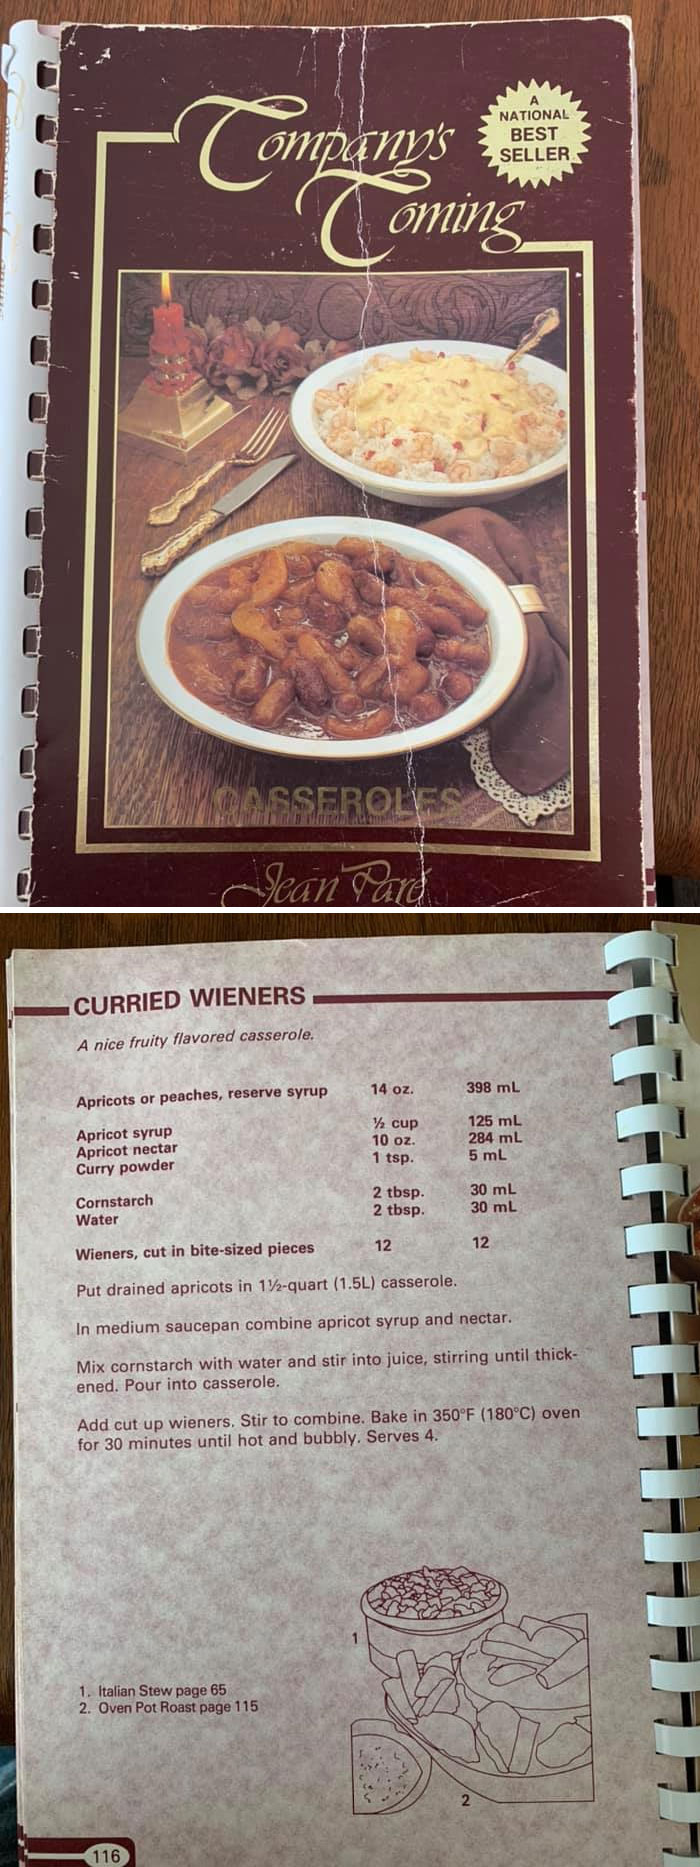 Company's
Coming
A
NATIONAL
BEST
SELLER
CASSEROLES
Jean Paré
CURRIED WIENERS
A nice fruity flavored casserole.
Apricots or peaches, reserve syrup 14 oz. 398 mL
Apricot syrup ½ cup 125 mL
Apricot nectar 10 oz. 284 mL
Curry powder 1 tsp. 5 mL
Cornstarch 2 tbsp. 30 mL
Water 2 tbsp. 30 mL
Wieners, cut in bite-sized pieces 12 12
Put drained apricots in 1½-quart (1.5L) casserole.
In medium saucepan combine apricot syrup and nectar.
Mix cornstarch with water and stir into juice, stirring until thick-
ened. Pour into casserole.
Add cut up wieners. Stir to combine. Bake in 350°F (180°C) oven
for 30 minutes until hot and bubbly. Serves 4.
1
1. Italian Stew page 65
2. Oven Pot Roast page 115
2
116